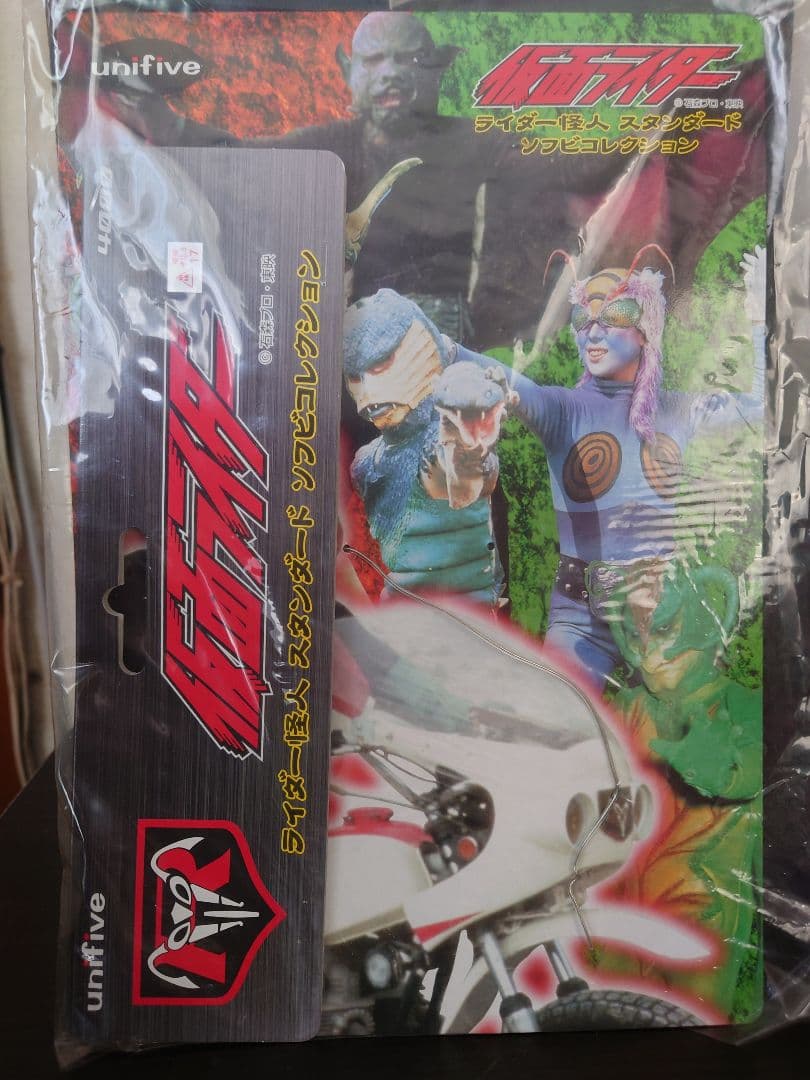 unifive
仮面ライダー
©石森プロ・東映
ライダー怪人 スタンダード
ソフビコレクション
unifive
仮面ライダー
©石森プロ・東映
ライダー怪人 スタンダード ソフビコレクション
17